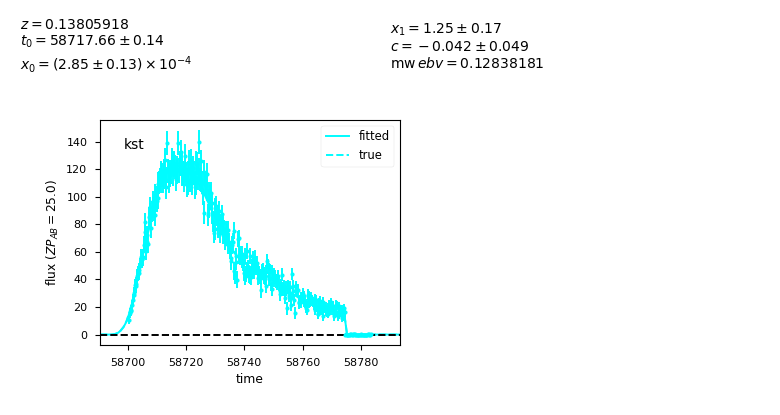 z = 0.13805918
t₀ = 58717.66 ± 0.14
x₀ = (2.85 ± 0.13) × 10⁻⁴
x₁ = 1.25 ± 0.17
c = −0.042 ± 0.049
mw ebv = 0.12838181
kst
fitted
true
flux (ZP_AB = 25.0)
140
120
100
80
60
40
20
0
58700 58720 58740 58760 58780
time